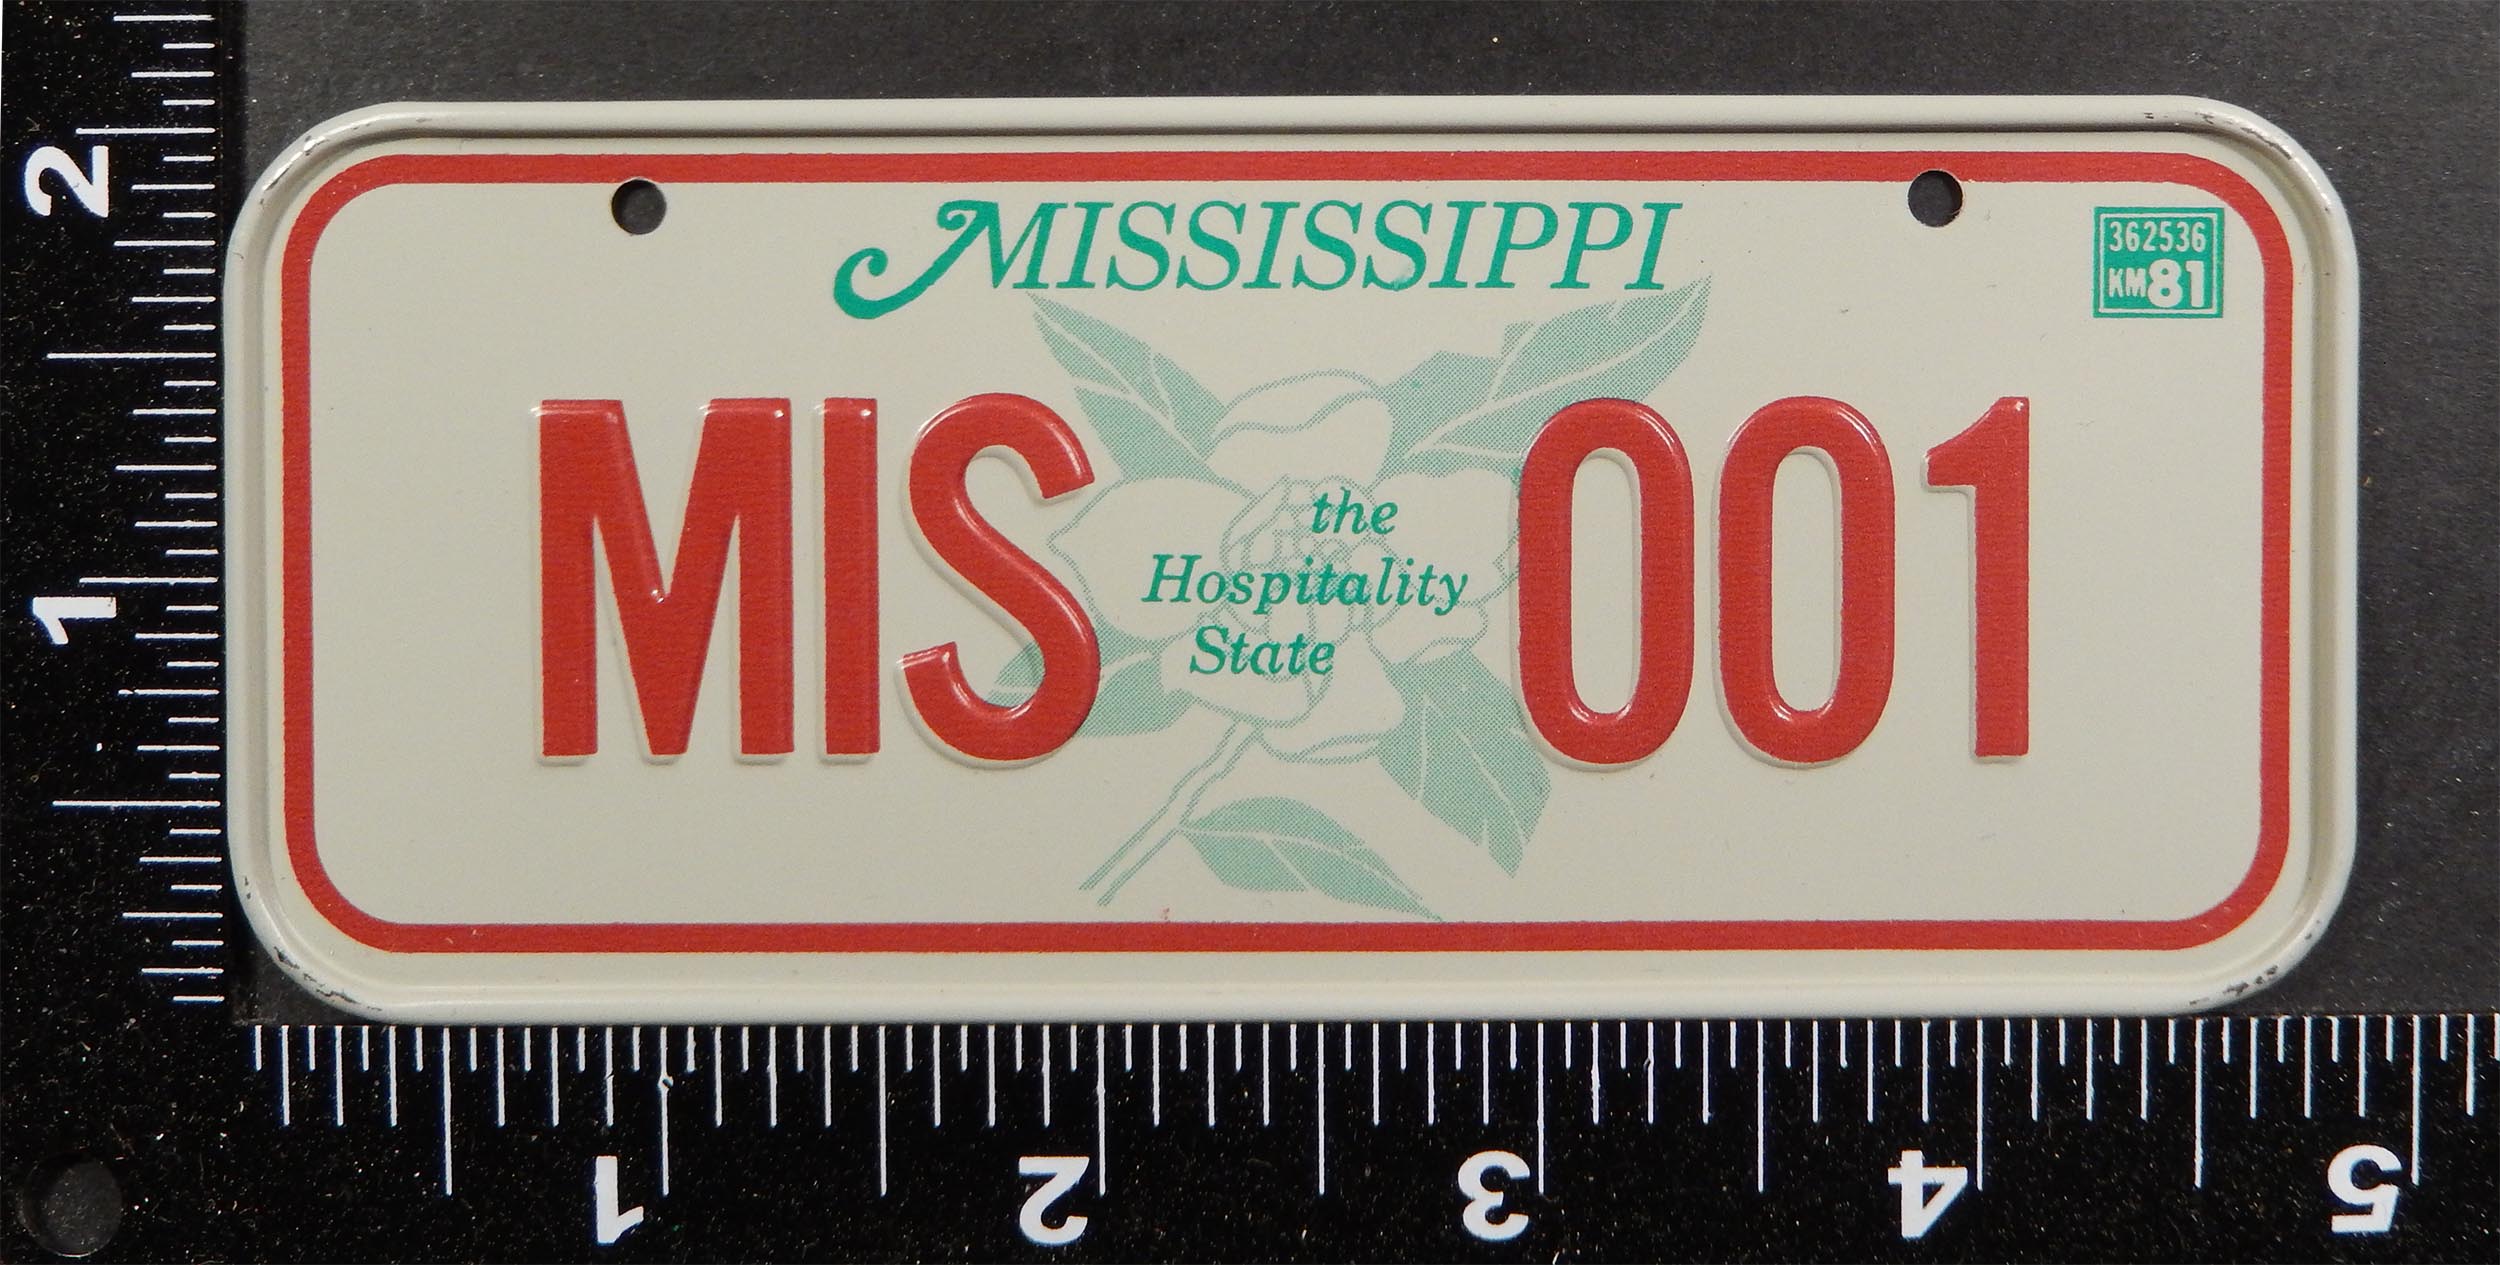 MISSISSIPPI
362536
KM81
MIS 001
the
Hospitality
State
2
1
1
2
3
4
5